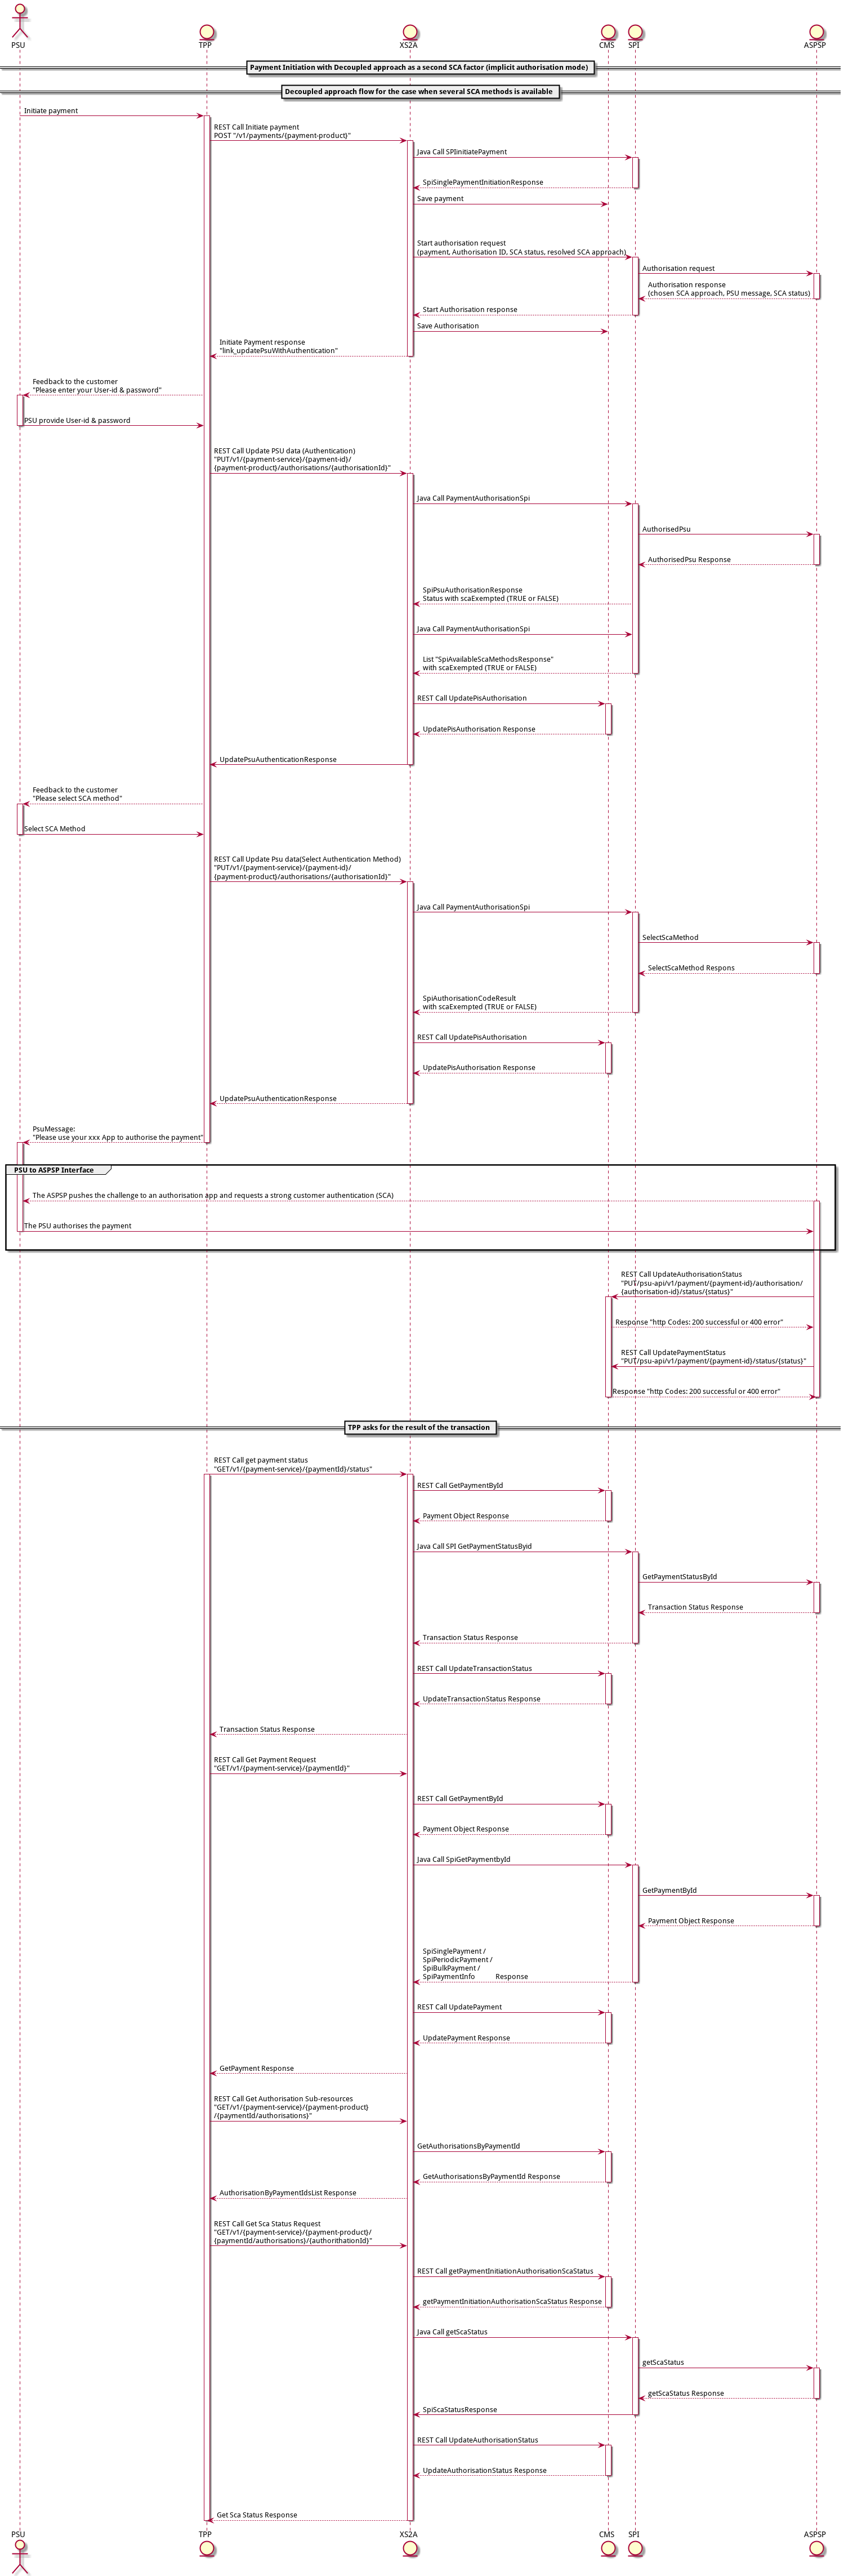 PSU
TPP
XS2A
CMS
SPI
ASPSP
Payment Initiation with Decoupled approach as a second SCA factor (implicit authorisation mode)
Decoupled approach flow for the case when several SCA methods is available
Initiate payment
REST Call Initiate payment
POST "/v1/payments/{payment-product}"
Java Call SPIinitiatePayment
SpiSinglePaymentInitiationResponse
Save payment
Start authorisation request
(payment, Authorisation ID, SCA status, resolved SCA approach)
Authorisation request
Authorisation response
(chosen SCA approach, PSU message, SCA status)
Start Authorisation response
Save Authorisation
Initiate Payment response
"link_updatePsuWithAuthentication"
Feedback to the customer
"Please enter your User-id & password"
PSU provide User-id & password
REST Call Update PSU data (Authentication)
"PUT/v1/{payment-service}/{payment-id}/
{payment-product}/authorisations/{authorisationId}"
Java Call PaymentAuthorisationSpi
AuthorisedPsu
AuthorisedPsu Response
SpiPsuAuthorisationResponse
Status with scaExempted (TRUE or FALSE)
Java Call PaymentAuthorisationSpi
List "SpiAvailableScaMethodsResponse"
with scaExempted (TRUE or FALSE)
REST Call UpdatePisAuthorisation
UpdatePisAuthorisation Response
UpdatePsuAuthenticationResponse
Feedback to the customer
"Please select SCA method"
Select SCA Method
REST Call Update Psu data(Select Authentication Method)
"PUT/v1/{payment-service}/{payment-id}/
{payment-product}/authorisations/{authorisationId}"
Java Call PaymentAuthorisationSpi
SelectScaMethod
SelectScaMethod Respons
SpiAuthorisationCodeResult
with scaExempted (TRUE or FALSE)
REST Call UpdatePisAuthorisation
UpdatePisAuthorisation Response
UpdatePsuAuthenticationResponse
PsuMessage:
"Please use your xxx App to authorise the payment"
PSU to ASPSP Interface
The ASPSP pushes the challenge to an authorisation app and requests a strong customer authentication (SCA)
The PSU authorises the payment
REST Call UpdateAuthorisationStatus
"PUT/psu-api/v1/payment/{payment-id}/authorisation/
{authorisation-id}/status/{status}"
Response "http Codes: 200 successful or 400 error"
REST Call UpdatePaymentStatus
"PUT/psu-api/v1/payment/{payment-id}/status/{status}"
Response "http Codes: 200 successful or 400 error"
TPP asks for the result of the transaction
REST Call get payment status
"GET/v1/{payment-service}/{paymentId}/status"
REST Call GetPaymentById
Payment Object Response
Java Call SPI GetPaymentStatusByid
GetPaymentStatusById
Transaction Status Response
Transaction Status Response
REST Call UpdateTransactionStatus
UpdateTransactionStatus Response
Transaction Status Response
REST Call Get Payment Request
"GET/v1/{payment-service}/{paymentId}"
REST Call GetPaymentById
Payment Object Response
Java Call SpiGetPaymentbyId
GetPaymentById
Payment Object Response
SpiSinglePayment /
SpiPeriodicPayment /
SpiBulkPayment /
SpiPaymentInfo Response
REST Call UpdatePayment
UpdatePayment Response
GetPayment Response
REST Call Get Authorisation Sub-resources
"GET/v1/{payment-service}/{payment-product}
/{paymentId/authorisations}"
GetAuthorisationsByPaymentId
GetAuthorisationsByPaymentId Response
AuthorisationByPaymentIdsList Response
REST Call Get Sca Status Request
"GET/v1/{payment-service}/{payment-product}/
{paymentId/authorisations}/{authorithationId}"
REST Call getPaymentInitiationAuthorisationScaStatus
getPaymentInitiationAuthorisationScaStatus Response
Java Call getScaStatus
getScaStatus
getScaStatus Response
SpiScaStatusResponse
REST Call UpdateAuthorisationStatus
UpdateAuthorisationStatus Response
Get Sca Status Response
PSU
TPP
XS2A
CMS
SPI
ASPSP